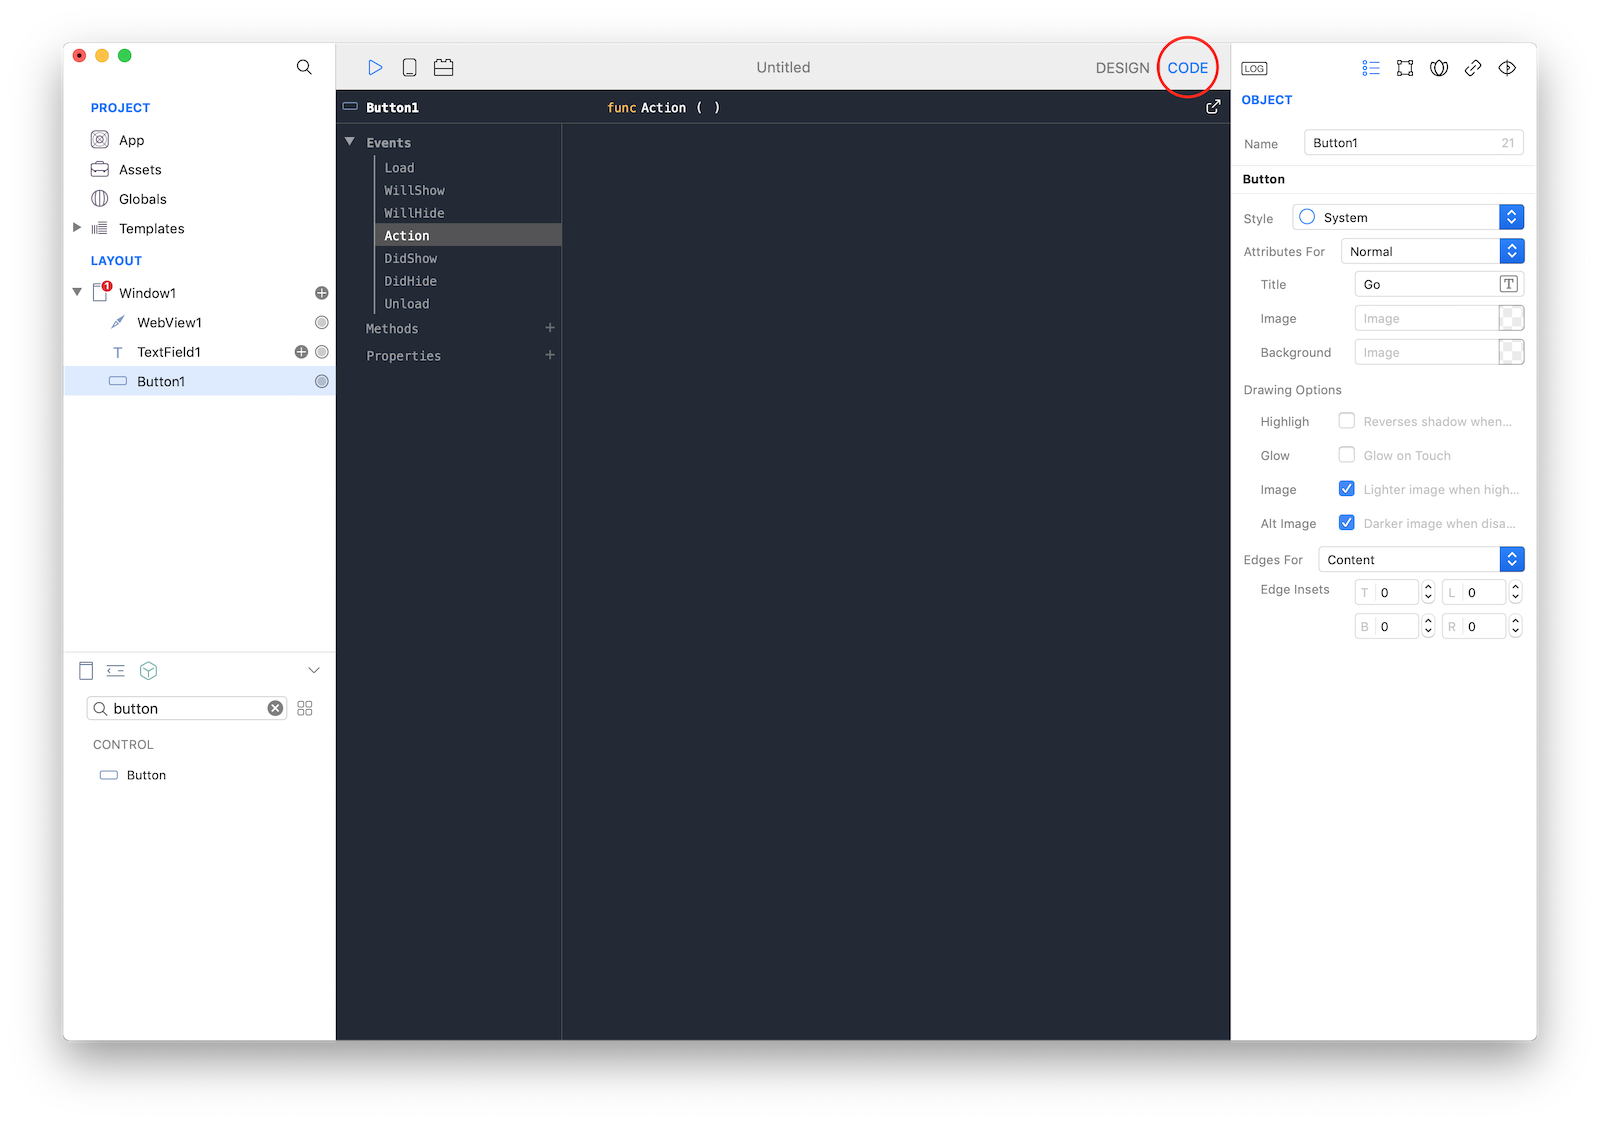 Untitled
DESIGN
CODE
LOG
PROJECT
App
Assets
Globals
Templates
LAYOUT
Window1
1
WebView1
TextField1
Button1
button
CONTROL
Button
Button1
func Action ( )
Events
Load
WillShow
WillHide
Action
DidShow
DidHide
Unload
Methods
Properties
OBJECT
Name Button1 21
Button
Style System
Attributes For Normal
Title Go T
Image Image
Background Image
Drawing Options
Highligh Reverses shadow when...
Glow Glow on Touch
Image Lighter image when high...
Alt Image Darker image when disa...
Edges For Content
Edge Insets T 0 L 0
B 0 R 0